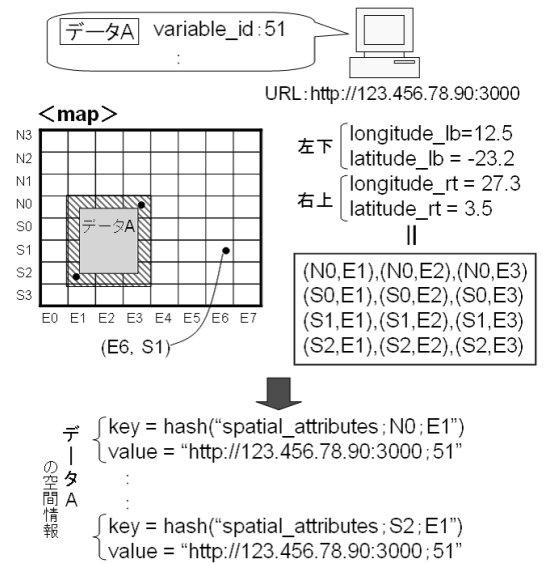 データA variable_id:51
:
URL:http://123.456.78.90:3000
<map>
N3
N2
N1
N0
S0
S1
S2
S3
データA
E0 E1 E2 E3 E4 E5 E6 E7
(E6, S1)
左下
longitude_lb=12.5
latitude_lb = -23.2
右上
longitude_rt = 27.3
latitude_rt = 3.5
=
(N0,E1),(N0,E2),(N0,E3)
(S0,E1),(S0,E2),(S0,E3)
(S1,E1),(S1,E2),(S1,E3)
(S2,E1),(S2,E2),(S2,E3)
データA
の空間情報
key = hash(“spatial_attributes;N0;E1”)
value = “http://123.456.78.90:3000;51”
:
:
key = hash(“spatial_attributes;S2;E1”)
value = “http://123.456.78.90:3000;51”